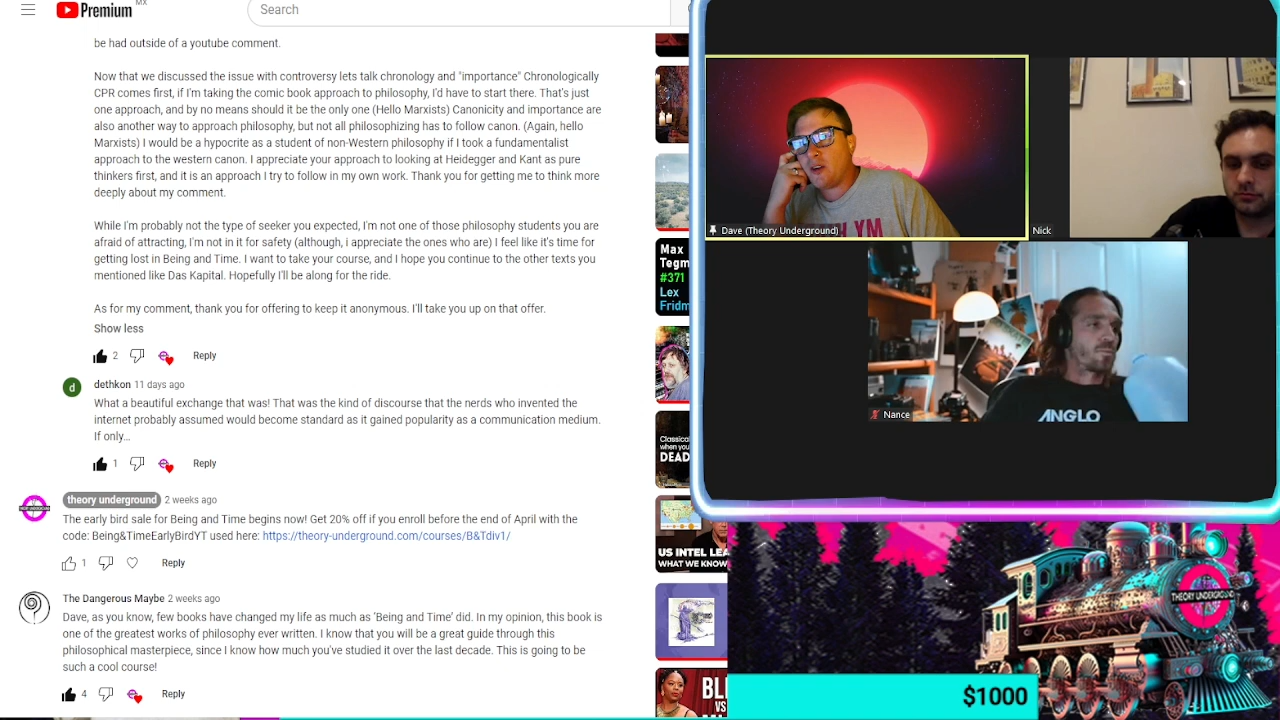 Premium
MX
Search
be had outside of a youtube comment.
Now that we discussed the issue with controversy lets talk chronology and "importance" Chronologically
CPR comes first, if I'm taking the comic book approach to philosophy, I'd have to start there. That's just
one approach, and by no means should it be the only one (Hello Marxists) Canonicity and importance are
also another way to approach philosophy, but not all philosophizing has to follow canon. (Again, hello
Marxists) I would be a hypocrite as a student of non-Western philosophy if I took a fundamentalist
approach to the western canon. I appreciate your approach to looking at Heidegger and Kant as pure
thinkers first, and it is an approach I try to follow in my own work. Thank you for getting me to think more
deeply about my comment.
While I'm probably not the type of seeker you expected, I'm not one of those philosophy students you are
afraid of attracting, I'm not in it for safety (although, i appreciate the ones who are) I feel like it's time for
getting lost in Being and Time. I want to take your course, and I hope you continue to the other texts you
mentioned like Das Kapital. Hopefully I'll be along for the ride.
As for my comment, thank you for offering to keep it anonymous. I'll take you up on that offer.
Show less
2
Reply
d
dethkon 11 days ago
What a beautiful exchange that was! That was the kind of discourse that the nerds who invented the
internet probably assumed would become standard as it gained popularity as a communication medium.
If only…
1
Reply
theory underground 2 weeks ago
The early bird sale for Being and Time begins now! Get 20% off if you enroll before the end of April with the
code: Being&TimeEarlyBirdYT used here: https://theory-underground.com/courses/B&Tdiv1/
1
Reply
The Dangerous Maybe 2 weeks ago
Dave, as you know, few books have changed my life as much as 'Being and Time' did. In my opinion, this book is
one of the greatest works of philosophy ever written. I know that you will be a great guide through this
philosophical masterpiece, since I know how much you've studied it over the last decade. This is going to be
such a cool course!
4
Reply
Max
Tegm
#371
Lex
Fridm
Classical
when you
DEAD
US INTEL LEA
WHAT WE KNOW
BL
VS
Dave (Theory Underground)
Nick
Nance
ANGLO
THEORY UNDERGROUND
$1000